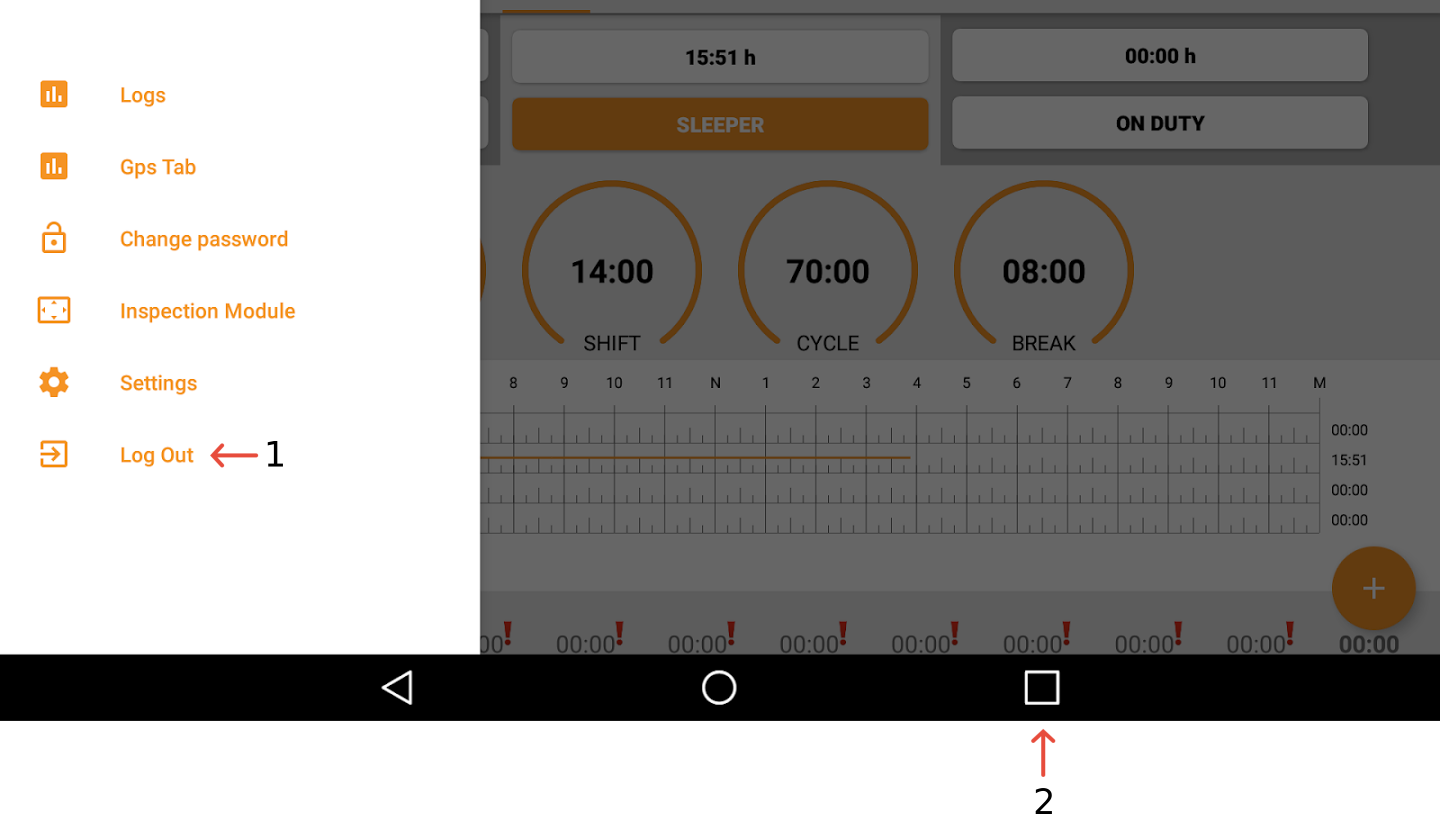 Logs
Gps Tab
Change password
Inspection Module
Settings
Log Out
1
15:51 h
00:00 h
SLEEPER
ON DUTY
14:00
70:00
08:00
SHIFT
CYCLE
BREAK
8 9 10 11 N 1 2 3 4 5 6 7 8 9 10 11 M
00:00
15:51
00:00
00:00
+
00:00! 00:00! 00:00! 00:00! 00:00! 00:00! 00:00! 00:00
2